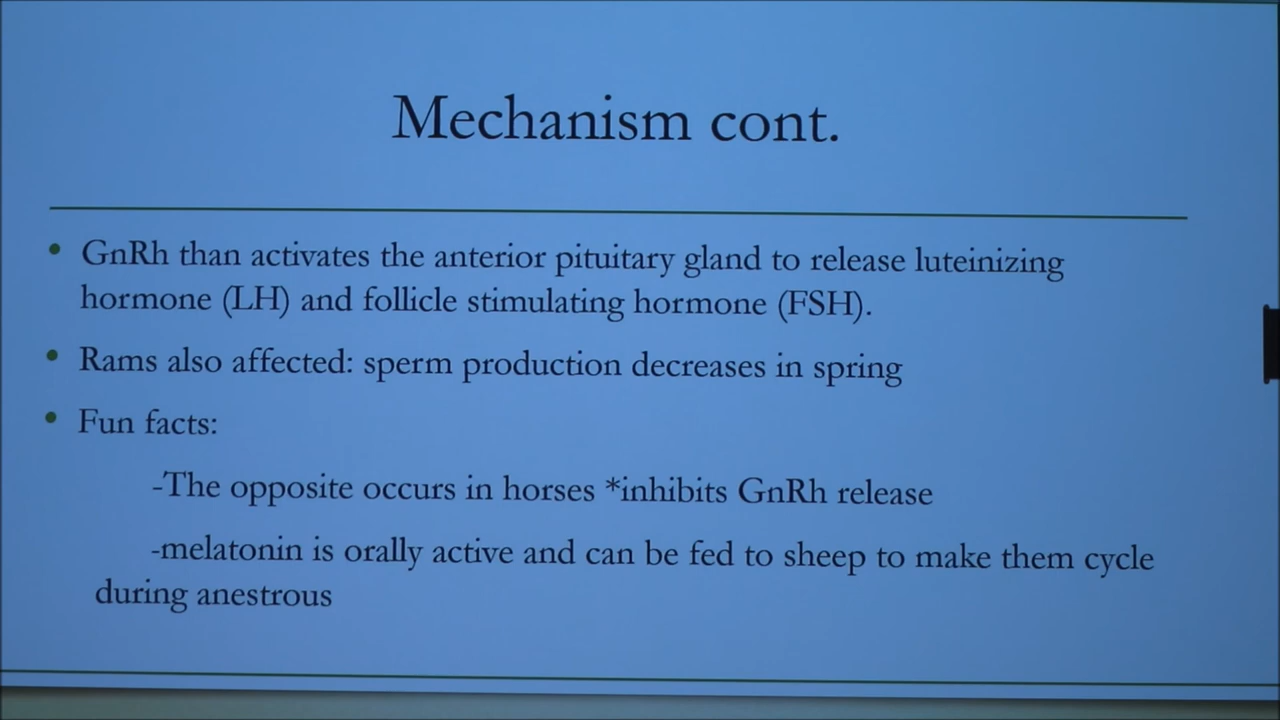 Mechanism cont.
• GnRh than activates the anterior pituitary gland to release luteinizing
hormone (LH) and follicle stimulating hormone (FSH).
• Rams also affected: sperm production decreases in spring
• Fun facts:
-The opposite occurs in horses *inhibits GnRh release
-melatonin is orally active and can be fed to sheep to make them cycle
during anestrous